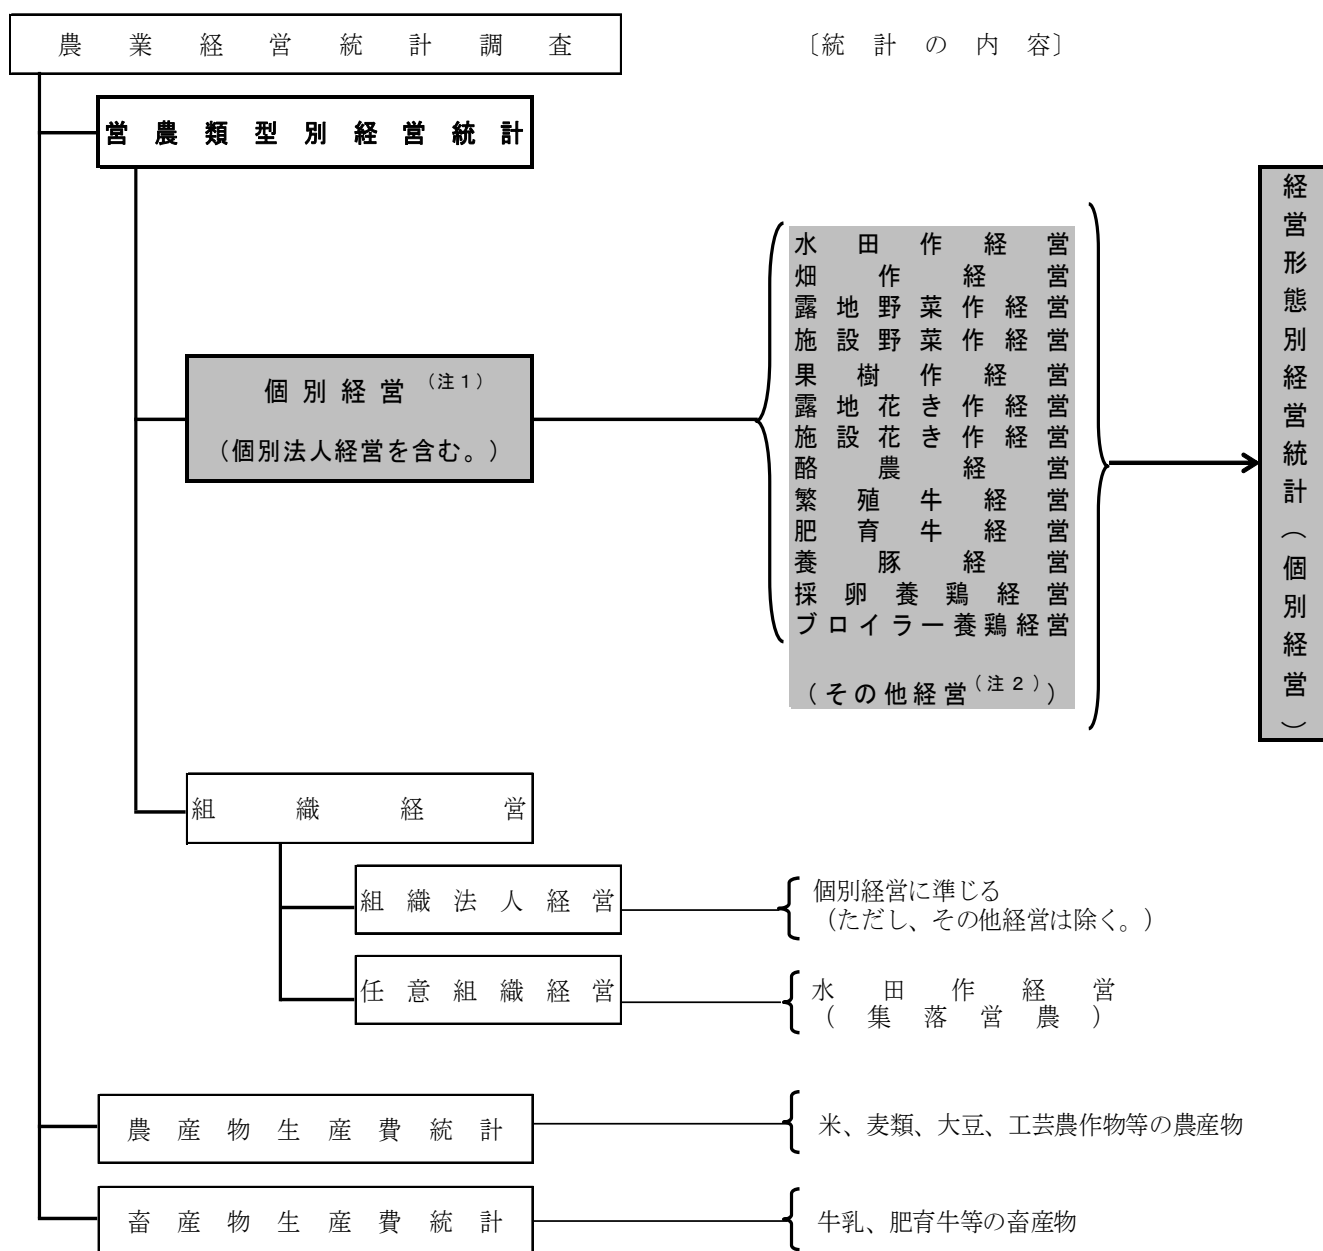 農業経営統計調査
〔統計の内容〕
営農類型別経営統計
個別経営（注１）
（個別法人経営を含む。）
水田作経営
畑作経営
露地野菜作経営
施設野菜作経営
果樹作経営
露地花き作経営
施設花き作経営
酪農経営
繁殖牛経営
肥育牛経営
養豚経営
採卵養鶏経営
ブロイラー養鶏経営
（その他経営（注２））
経営形態別経営統計（個別経営）
組織経営
組織法人経営
個別経営に準じる
（ただし、その他経営は除く。）
任意組織経営
水田作経営
（集落営農）
農産物生産費統計
米、麦類、大豆、工芸農作物等の農産物
畜産物生産費統計
牛乳、肥育牛等の畜産物